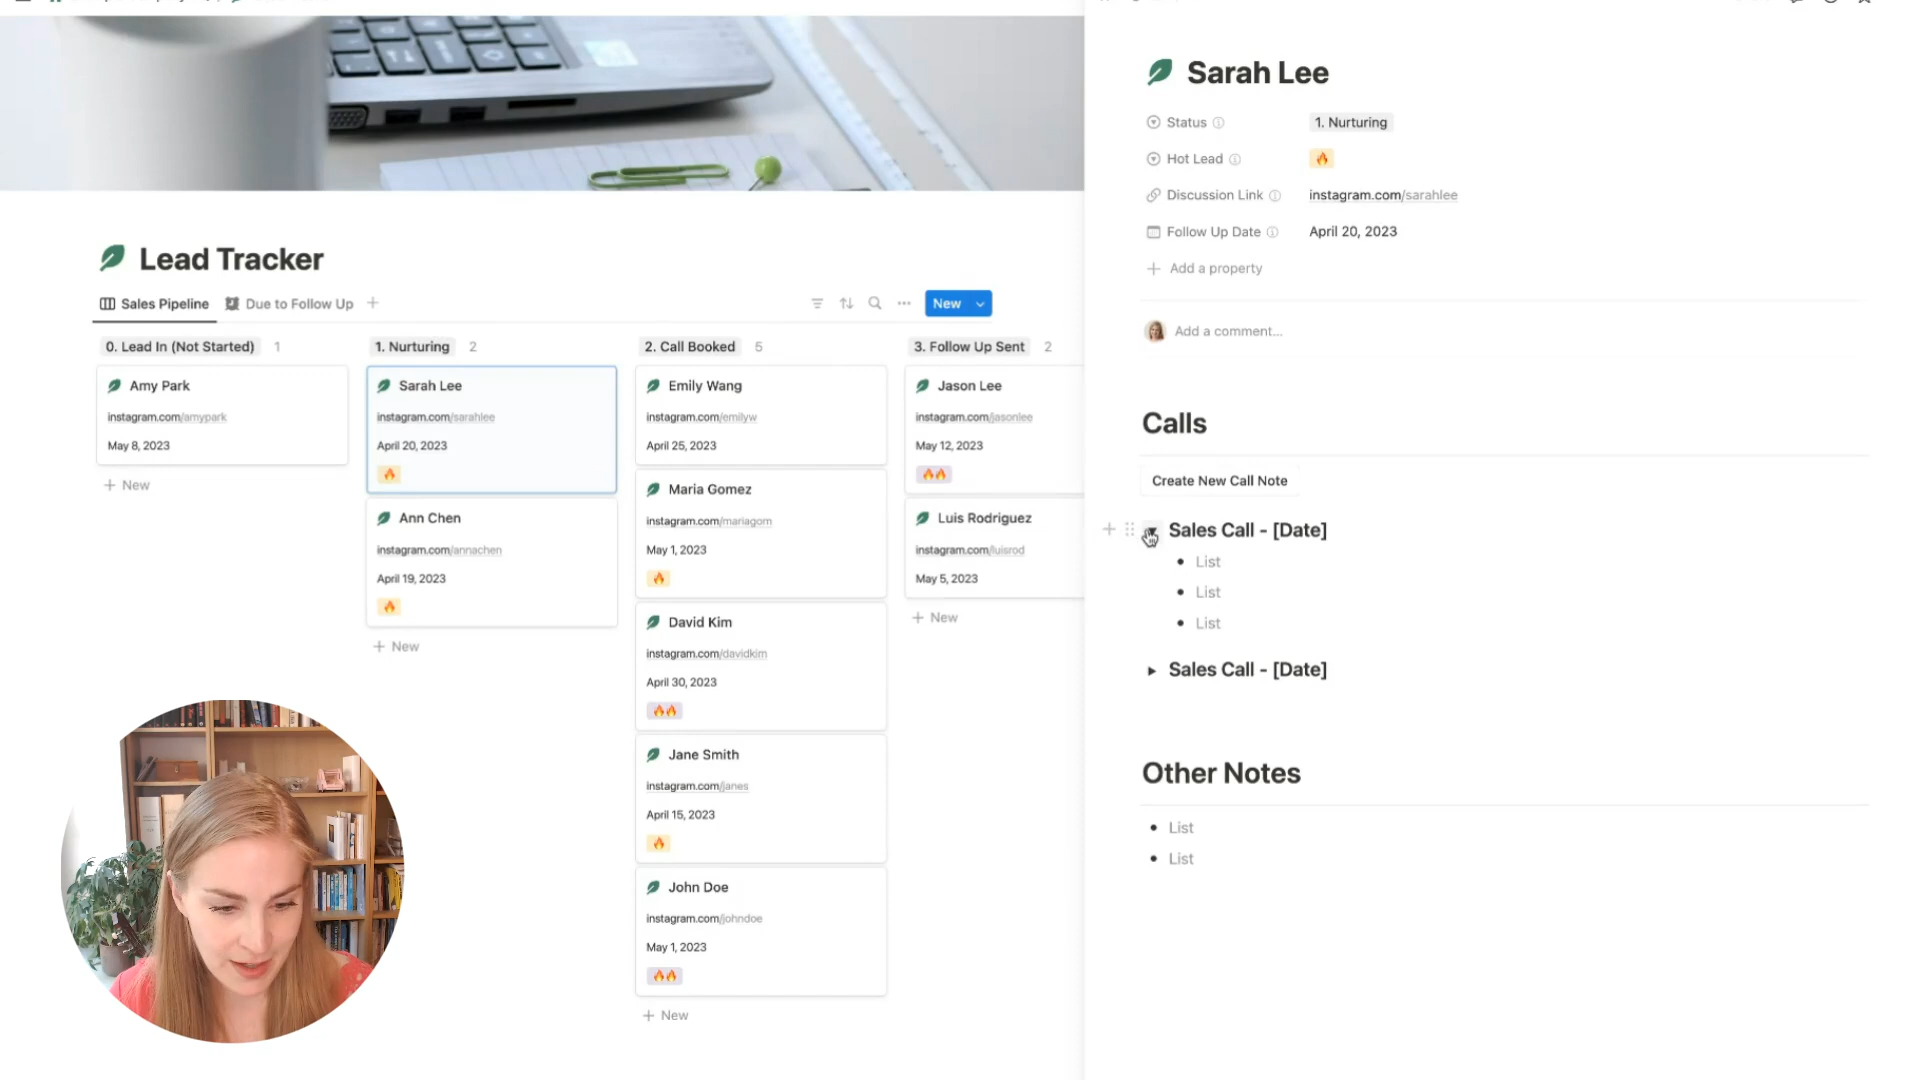 Lead Tracker
Sales Pipeline
Due to Follow Up
New
0. Lead In (Not Started) 1
Amy Park
instagram.com/amypark
May 8, 2023
New
1. Nurturing 2
Sarah Lee
instagram.com/sarahlee
April 20, 2023
Ann Chen
instagram.com/annachen
April 19, 2023
New
2. Call Booked 5
Emily Wang
instagram.com/emilyw
April 25, 2023
Maria Gomez
instagram.com/mariagom
May 1, 2023
David Kim
instagram.com/davidkim
April 30, 2023
Jane Smith
instagram.com/janes
April 15, 2023
John Doe
instagram.com/johndoe
May 1, 2023
New
3. Follow Up Sent 2
Jason Lee
instagram.com/jasonlee
May 12, 2023
Luis Rodriguez
instagram.com/luisrod
May 5, 2023
New
Sarah Lee
Status 1. Nurturing
Hot Lead
Discussion Link instagram.com/sarahlee
Follow Up Date April 20, 2023
Add a property
Add a comment...
Calls
Create New Call Note
Sales Call - [Date]
List
List
List
Sales Call - [Date]
Other Notes
List
List